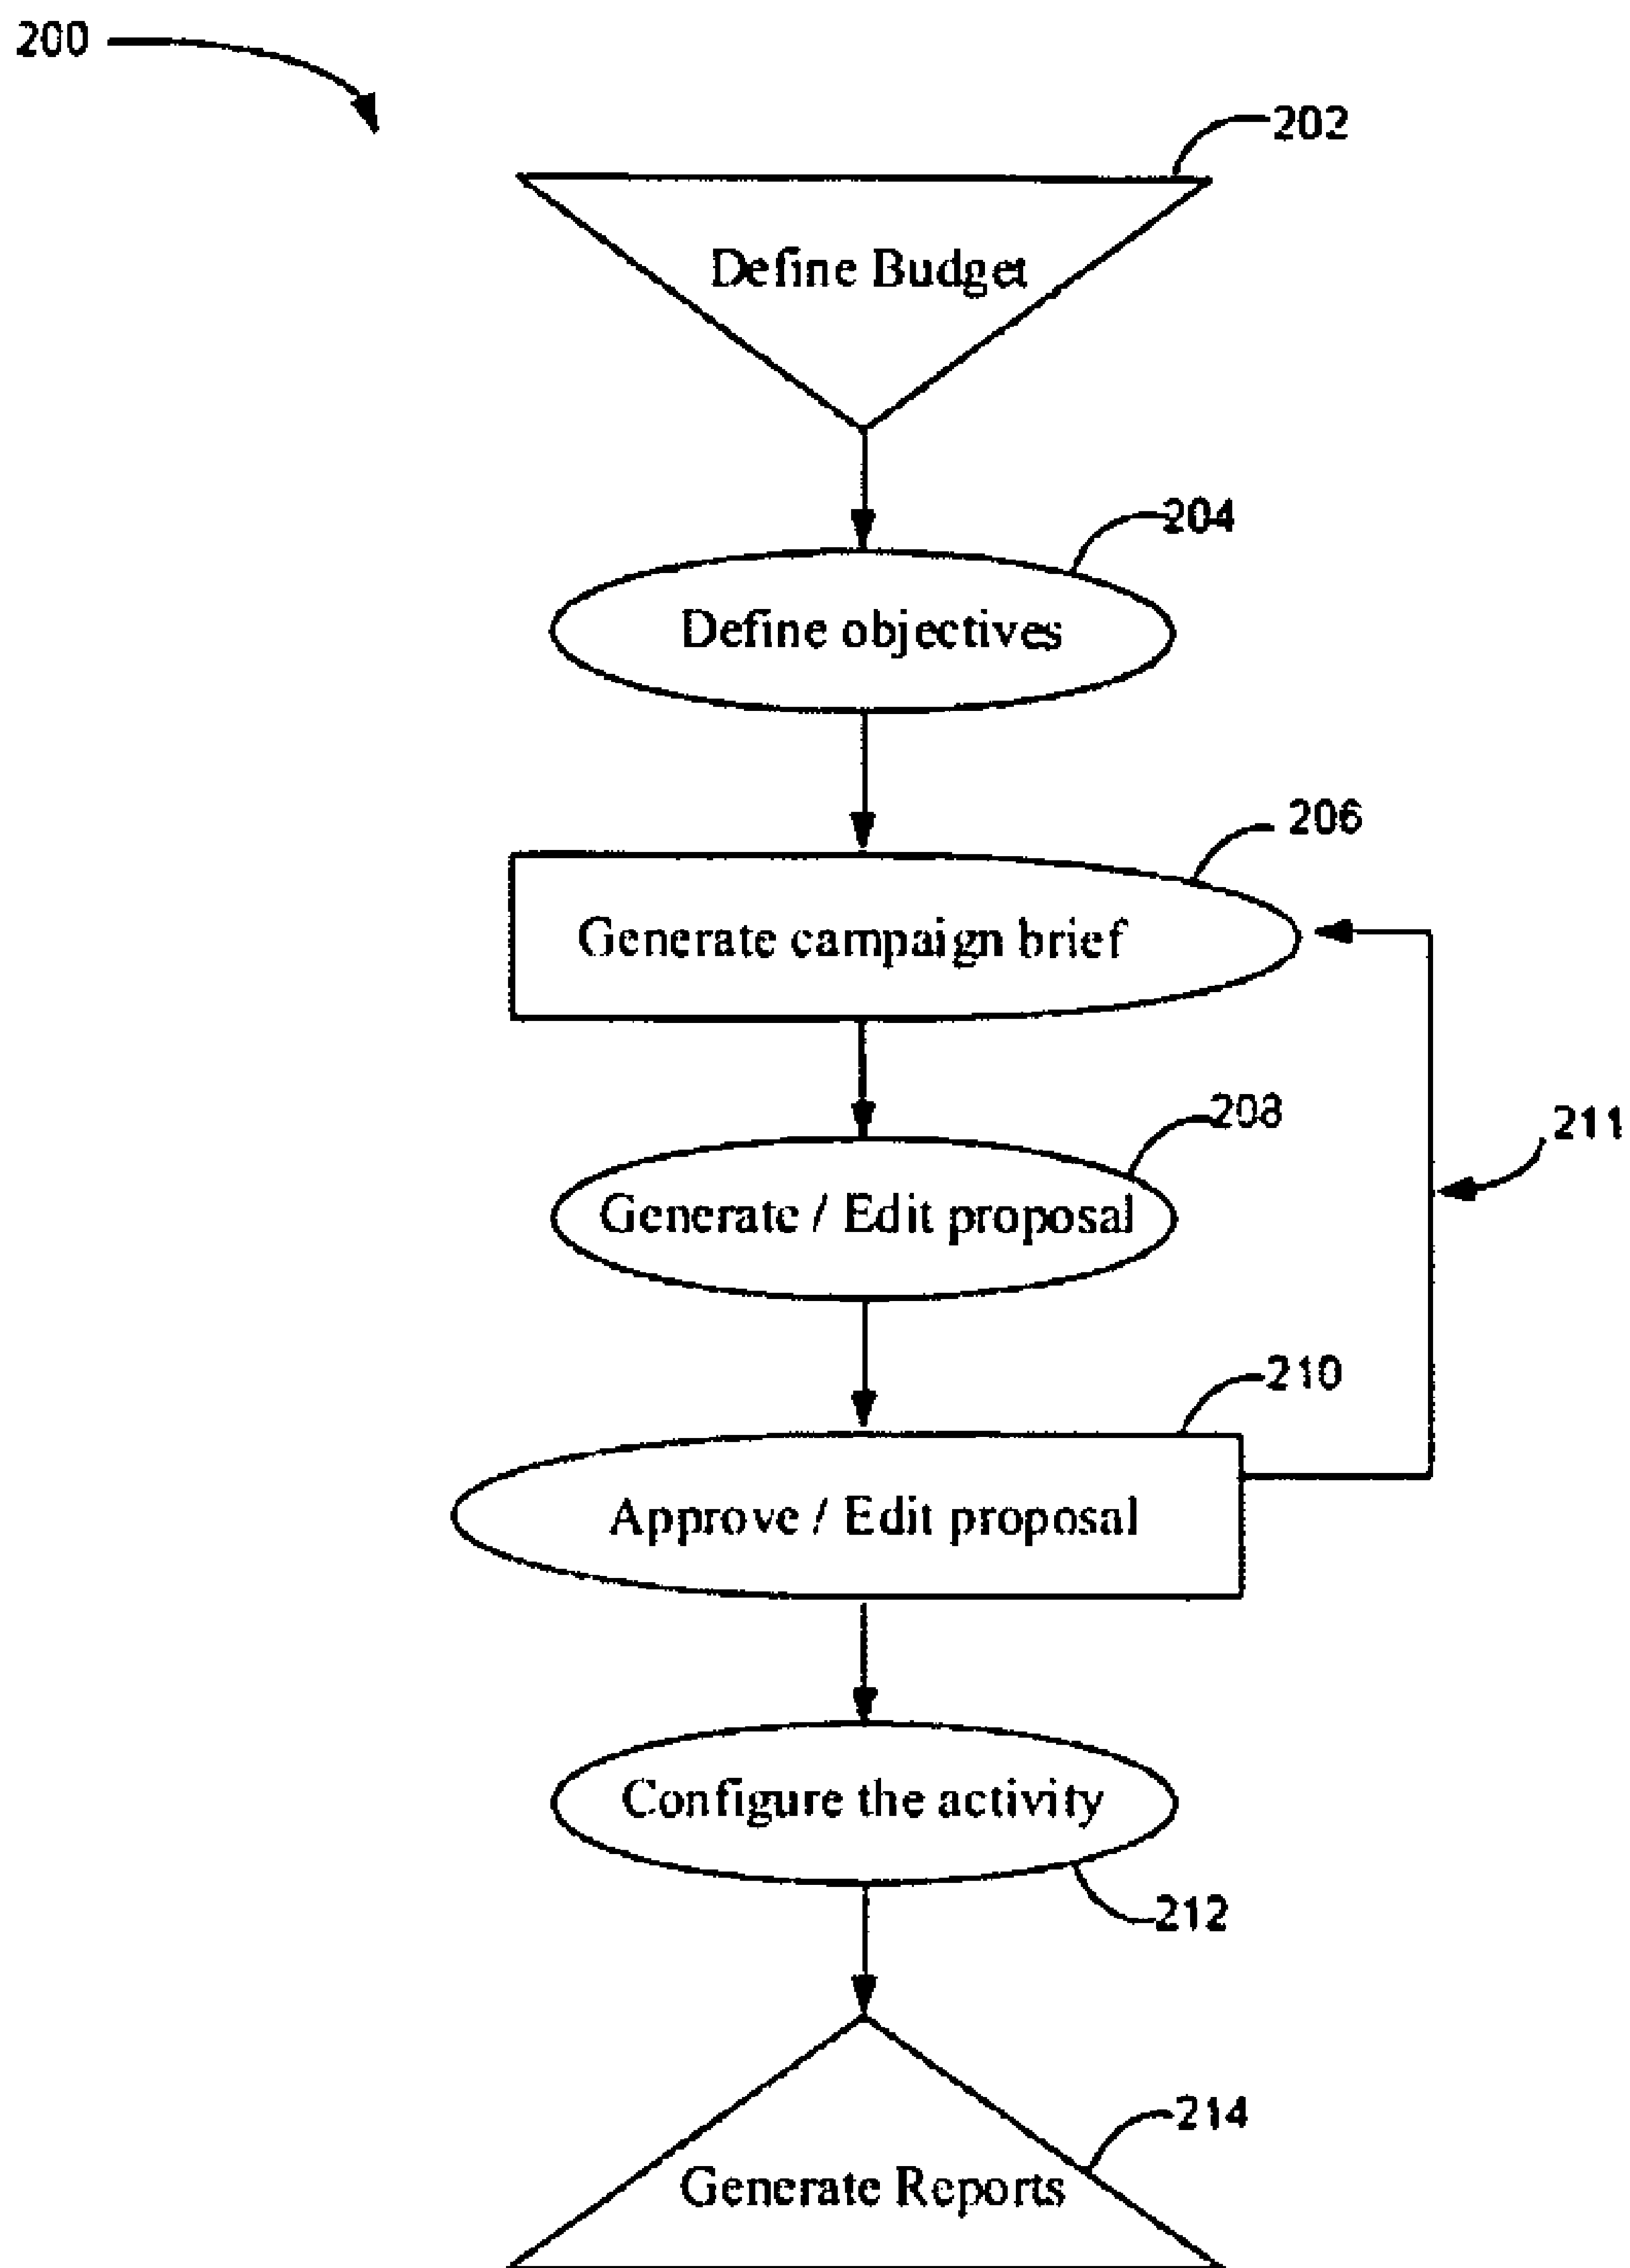 200
202
Define Budget
204
Define objectives
206
Generate campaign brief
208
Generate / Edit proposal
211
210
Approve / Edit proposal
Configure the activity
212
214
Generate Reports